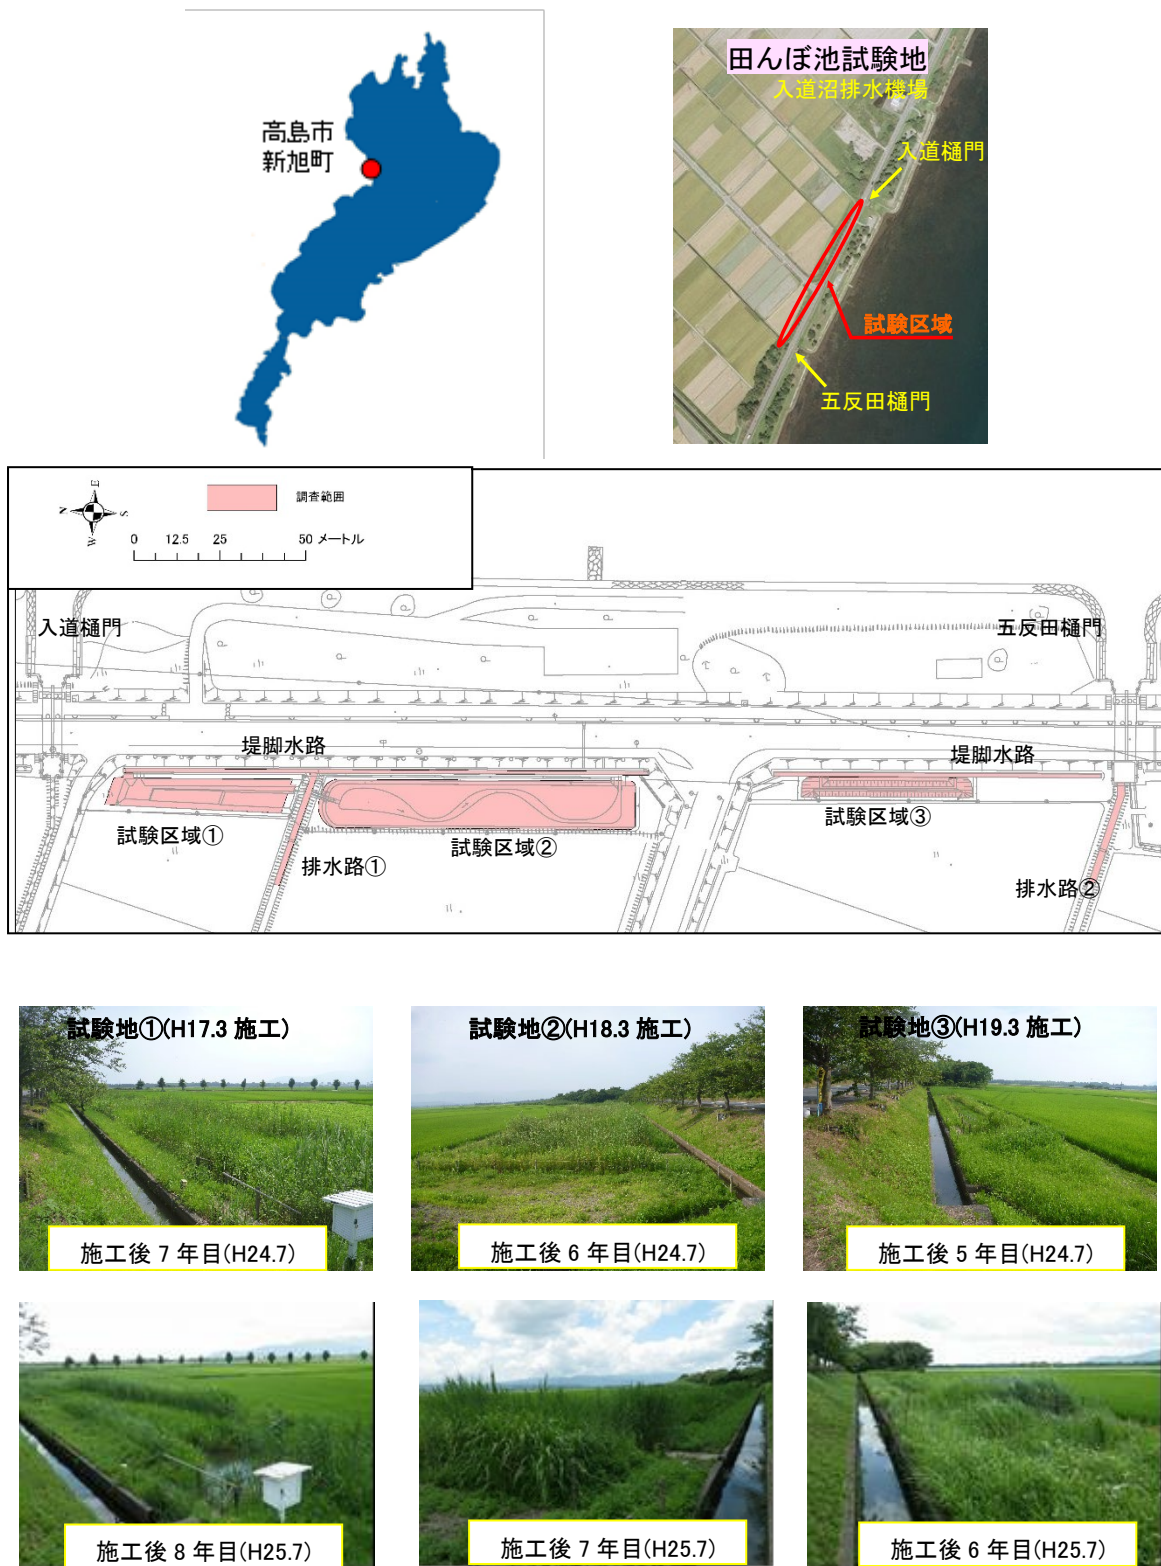 高島市
新旭町
田んぼ池試験地
入道沼排水機場
入道樋門
試験区域
五反田樋門
N E S W
調査範囲
0 12.5 25 50 メートル
入道樋門
五反田樋門
堤脚水路
堤脚水路
試験区域①
排水路①
試験区域②
試験区域③
排水路②
試験地①(H17.3 施工)
試験地②(H18.3 施工)
試験地③(H19.3 施工)
施工後 7 年目(H24.7)
施工後 6 年目(H24.7)
施工後 5 年目(H24.7)
施工後 8 年目(H25.7)
施工後 7 年目(H25.7)
施工後 6 年目(H25.7)